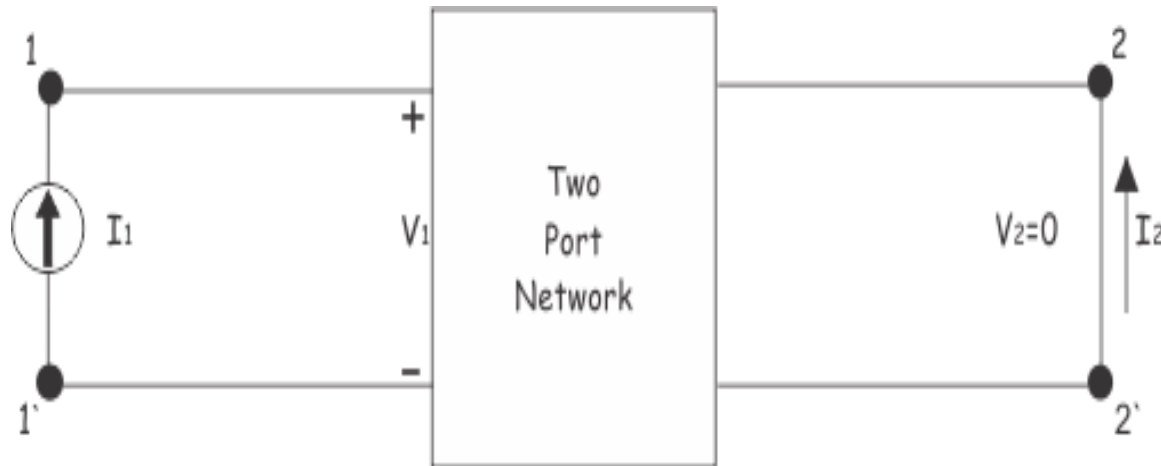 1
2
+
Two
Port
Network
I₁
V₁
V₂=0
I₂
-
1`
2`